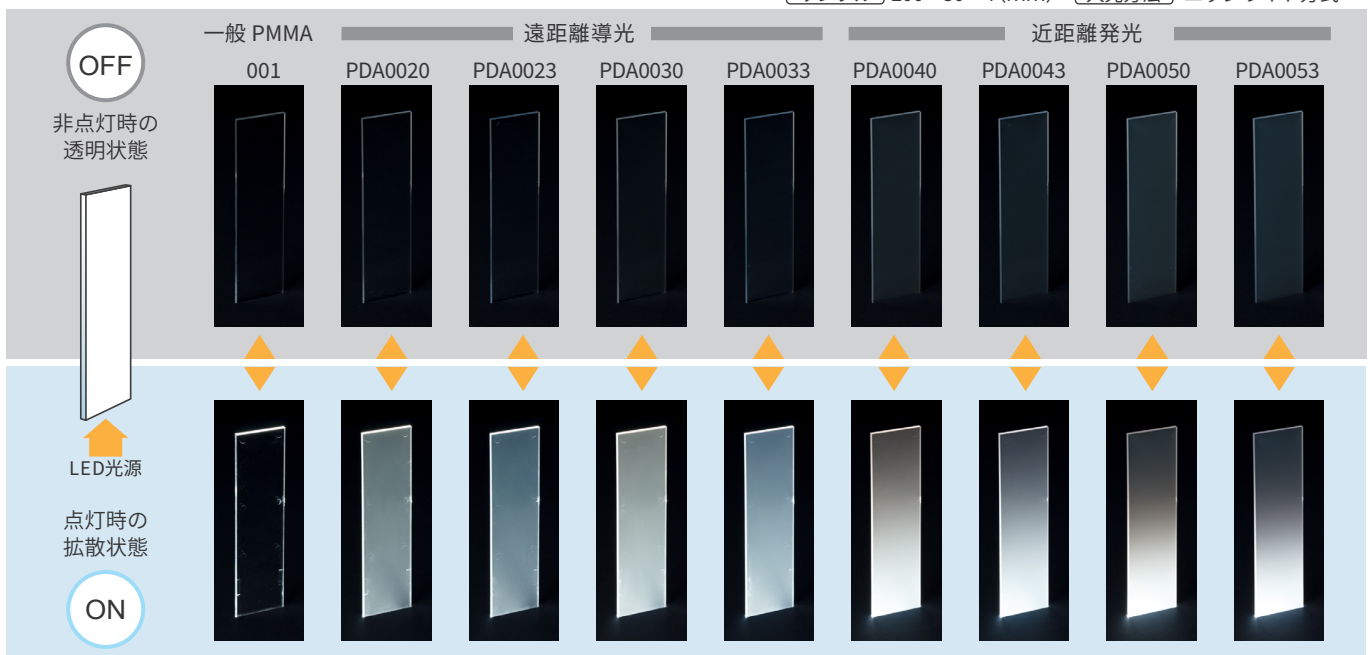 一般 PMMA
遠距離導光
近距離発光
OFF
001
PDA0020
PDA0023
PDA0030
PDA0033
PDA0040
PDA0043
PDA0050
PDA0053
非点灯時の
透明状態
LED光源
点灯時の
拡散状態
ON